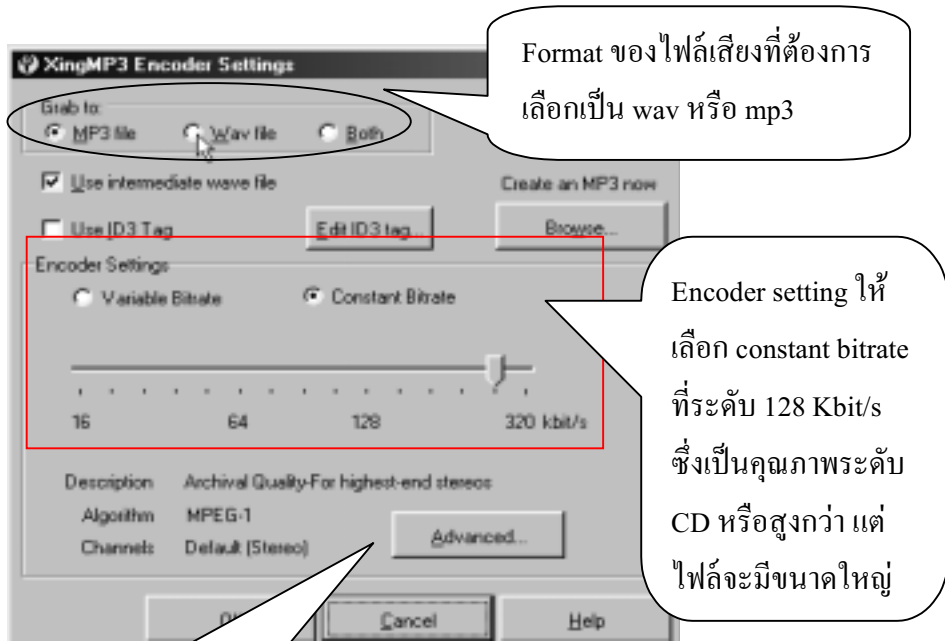 Format ของไฟล์เสียงที่ต้องการ
เลือกเป็น wav หรือ mp3
XingMP3 Encoder Settings
Grab to:
MP3 file Wav file Both
Use intermediate wave file
Create an MP3 now
Use ID3 Tag
Edit ID3 tag...
Browse...
Encoder Settings
Variable Bitrate Constant Bitrate
16 64 128 320 kbit/s
Encoder setting ให้
เลือก constant bitrate
ที่ระดับ 128 Kbit/s
ซึ่งเป็นคุณภาพระดับ
CD หรือสูงกว่า แต่
ไฟล์จะมีขนาดใหญ่
Description Archival Quality-For highest-end stereos
Algorithm MPEG-1
Channels Default (Stereo)
Advanced...
Cancel
Help